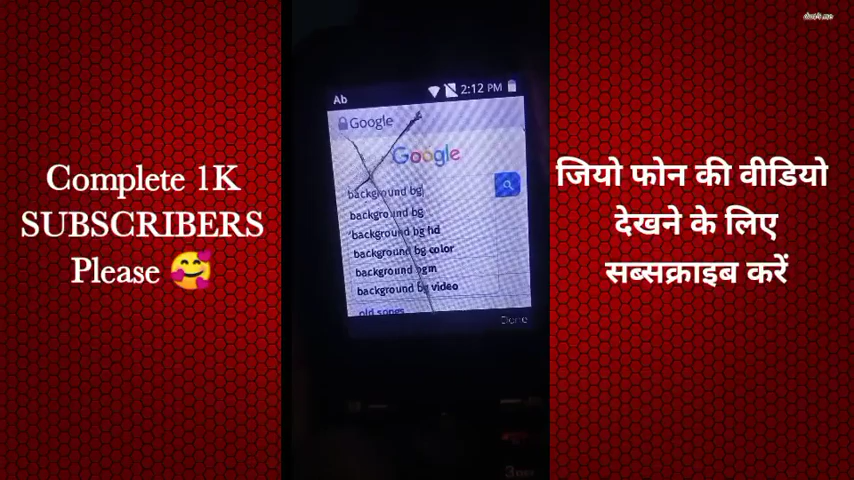 Complete 1K
SUBSCRIBERS
Please 🥰
Ab
2:12 PM
Google
Google
background bg
background bg
background bg hd
background bg color
background bgm
background bg video
old songs
Done
3
जियो फोन की वीडियो
देखने के लिए
सब्सक्राइब करें